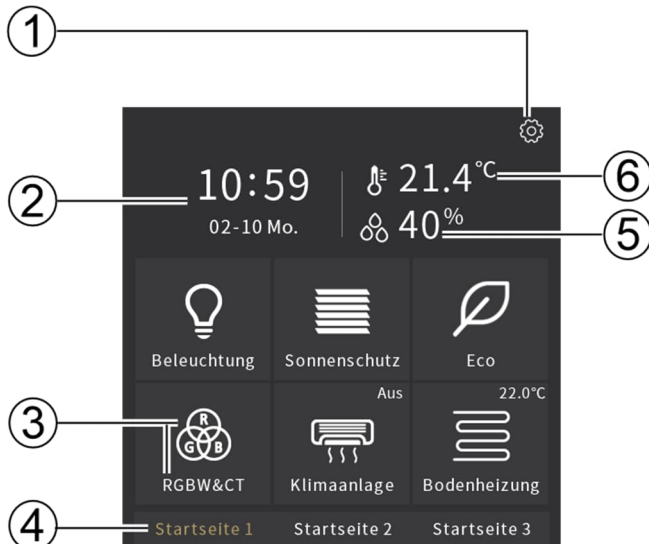 1
2
10:59
02-10 Mo.
21.4°C
6
40%
5
Beleuchtung
Sonnenschutz
Eco
3
R
G B
RGBW&CT
Aus
Klimaanlage
22.0°C
Bodenheizung
4
Startseite 1
Startseite 2
Startseite 3